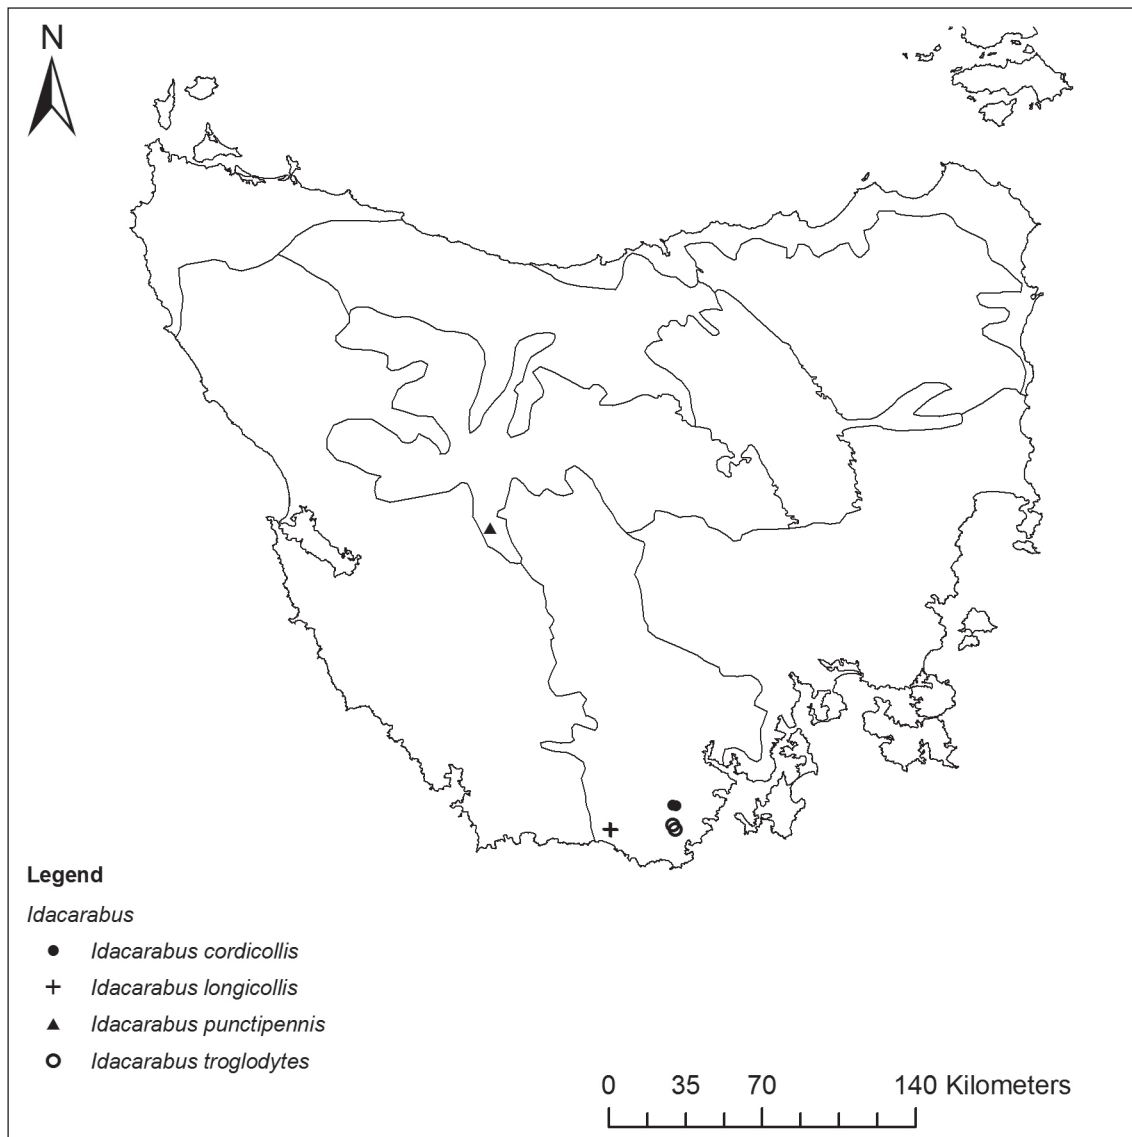 N
Legend
Idacarabus
Idacarabus cordicollis
Idacarabus longicollis
Idacarabus punctipennis
Idacarabus troglodytes
0 35 70 140 Kilometers